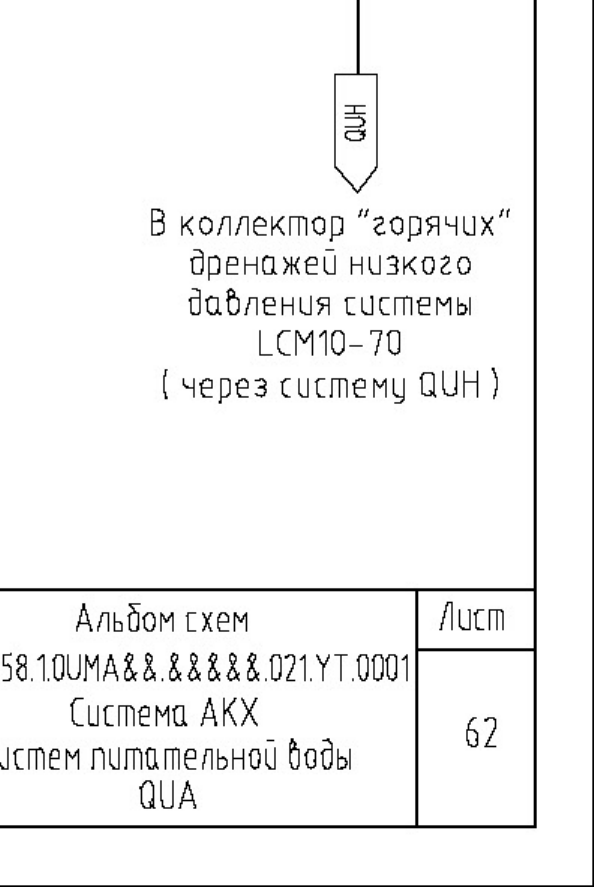 QUH
В коллектор "горячих"
дренажей низкого
давления системы
LCM10-70
( через систему QUH )
Альбом схем
Лист
58.1.0UMA&&.&&&&&.021.YT.0001
Система АКХ
62
истем питательной воды
QUA